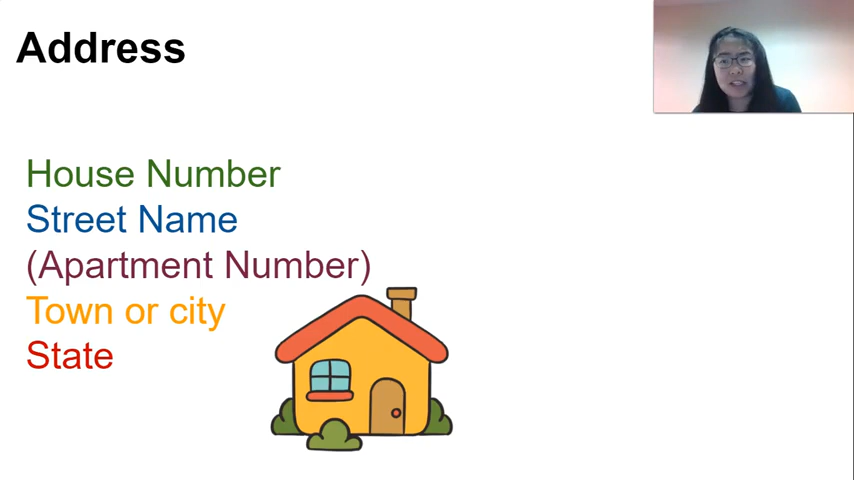 Address
House Number
Street Name
(Apartment Number)
Town or city
State